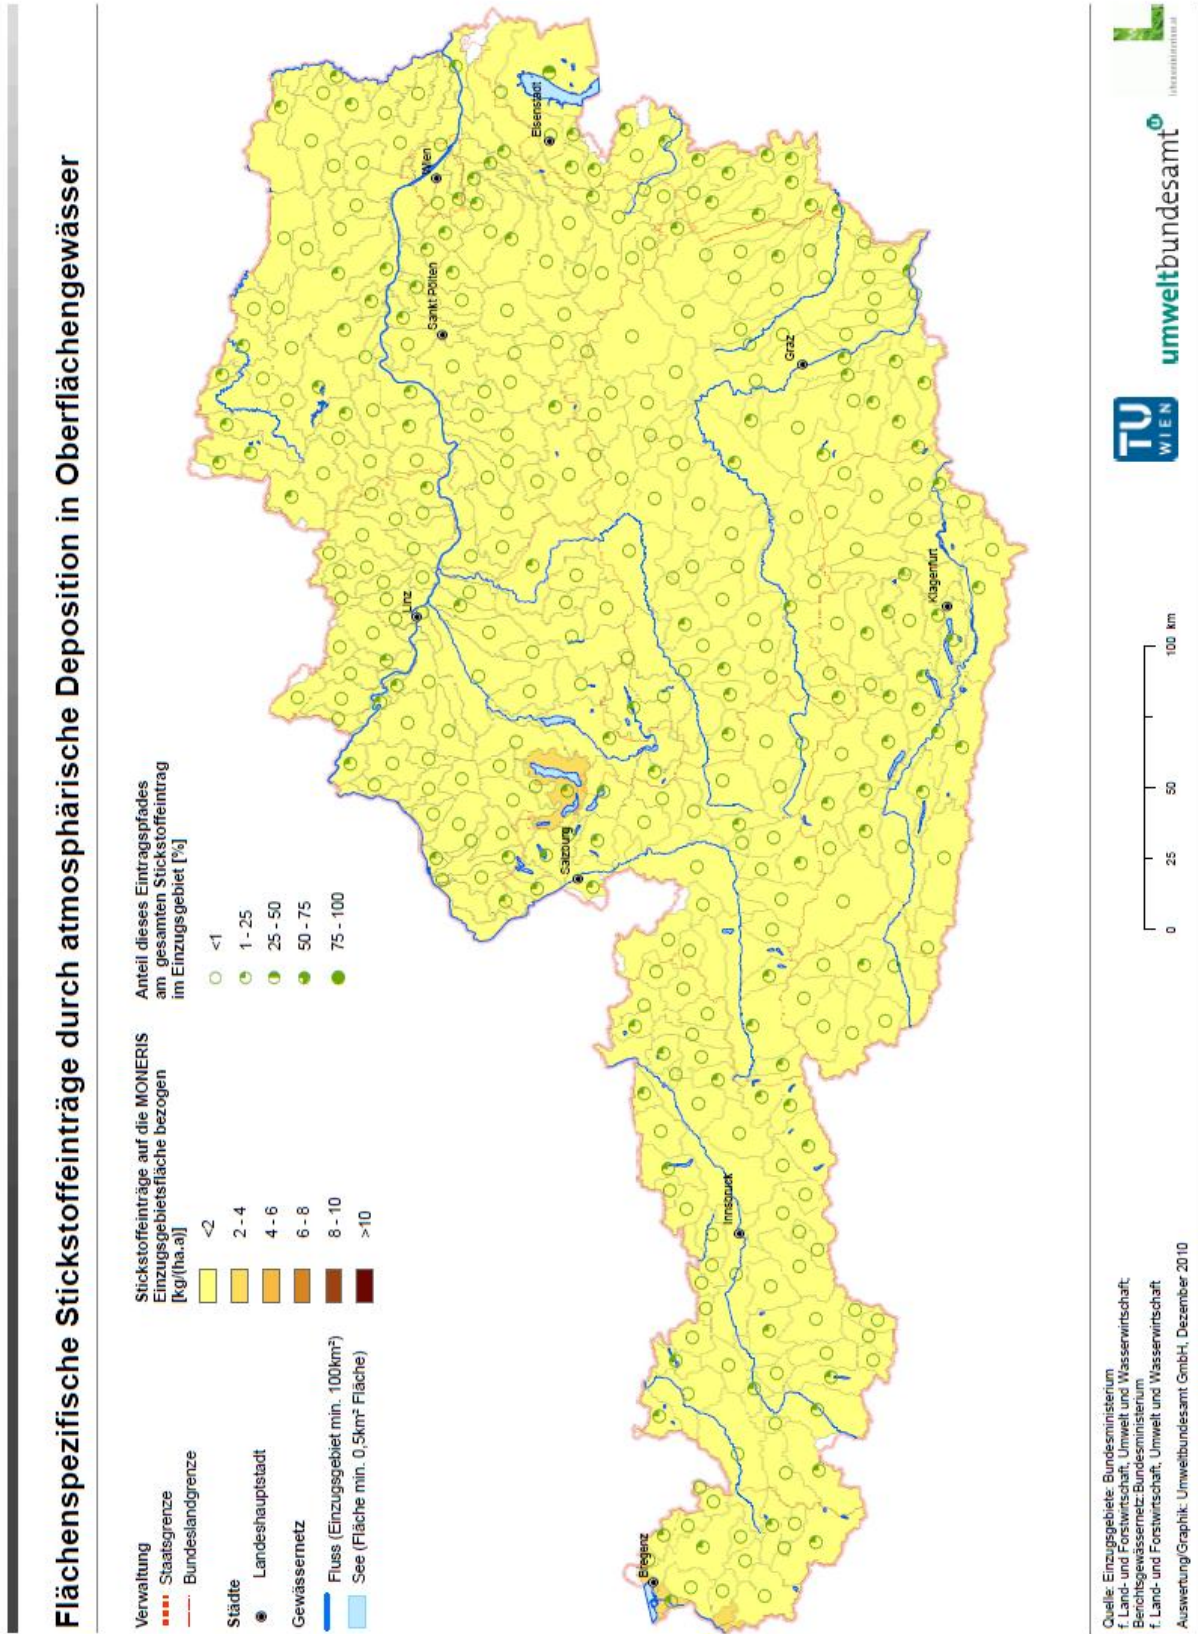 Flächenspezifische Stickstoffeinträge durch atmosphärische Deposition in Oberflächengewässer
Verwaltung
Staatsgrenze
Bundeslandgrenze
Städte
Landeshauptstadt
Gewässernetz
Fluss (Einzugsgebiet min. 100km²)
See (Fläche min. 0,5km² Fläche)
Stickstoffeinträge auf die MONERIS
Einzugsgebietsfläche bezogen
[kg/(ha.a)]
<2
2 - 4
4 - 6
6 - 8
8 - 10
>10
Anteil dieses Eintragspfades
am gesamten Stickstoffeintrag
im Einzugsgebiet [%]
<1
1 - 25
25 - 50
50 - 75
75 - 100
Linz
Sankt Pölten
Wien
Eisenstadt
Salzburg
Bregenz
Innsbruck
Graz
Klagenfurt
0 25 50 100 km
Quelle: Einzugsgebiete: Bundesministerium
f. Land- und Forstwirtschaft, Umwelt und Wasserwirtschaft;
Berichtsgewässernetz:Bundesministerium
f. Land- und Forstwirtschaft, Umwelt und Wasserwirtschaft
Auswertung/Graphik: Umweltbundesamt GmbH, Dezember 2010
TU
WIEN
umweltbundesamt
lebensministerium.at